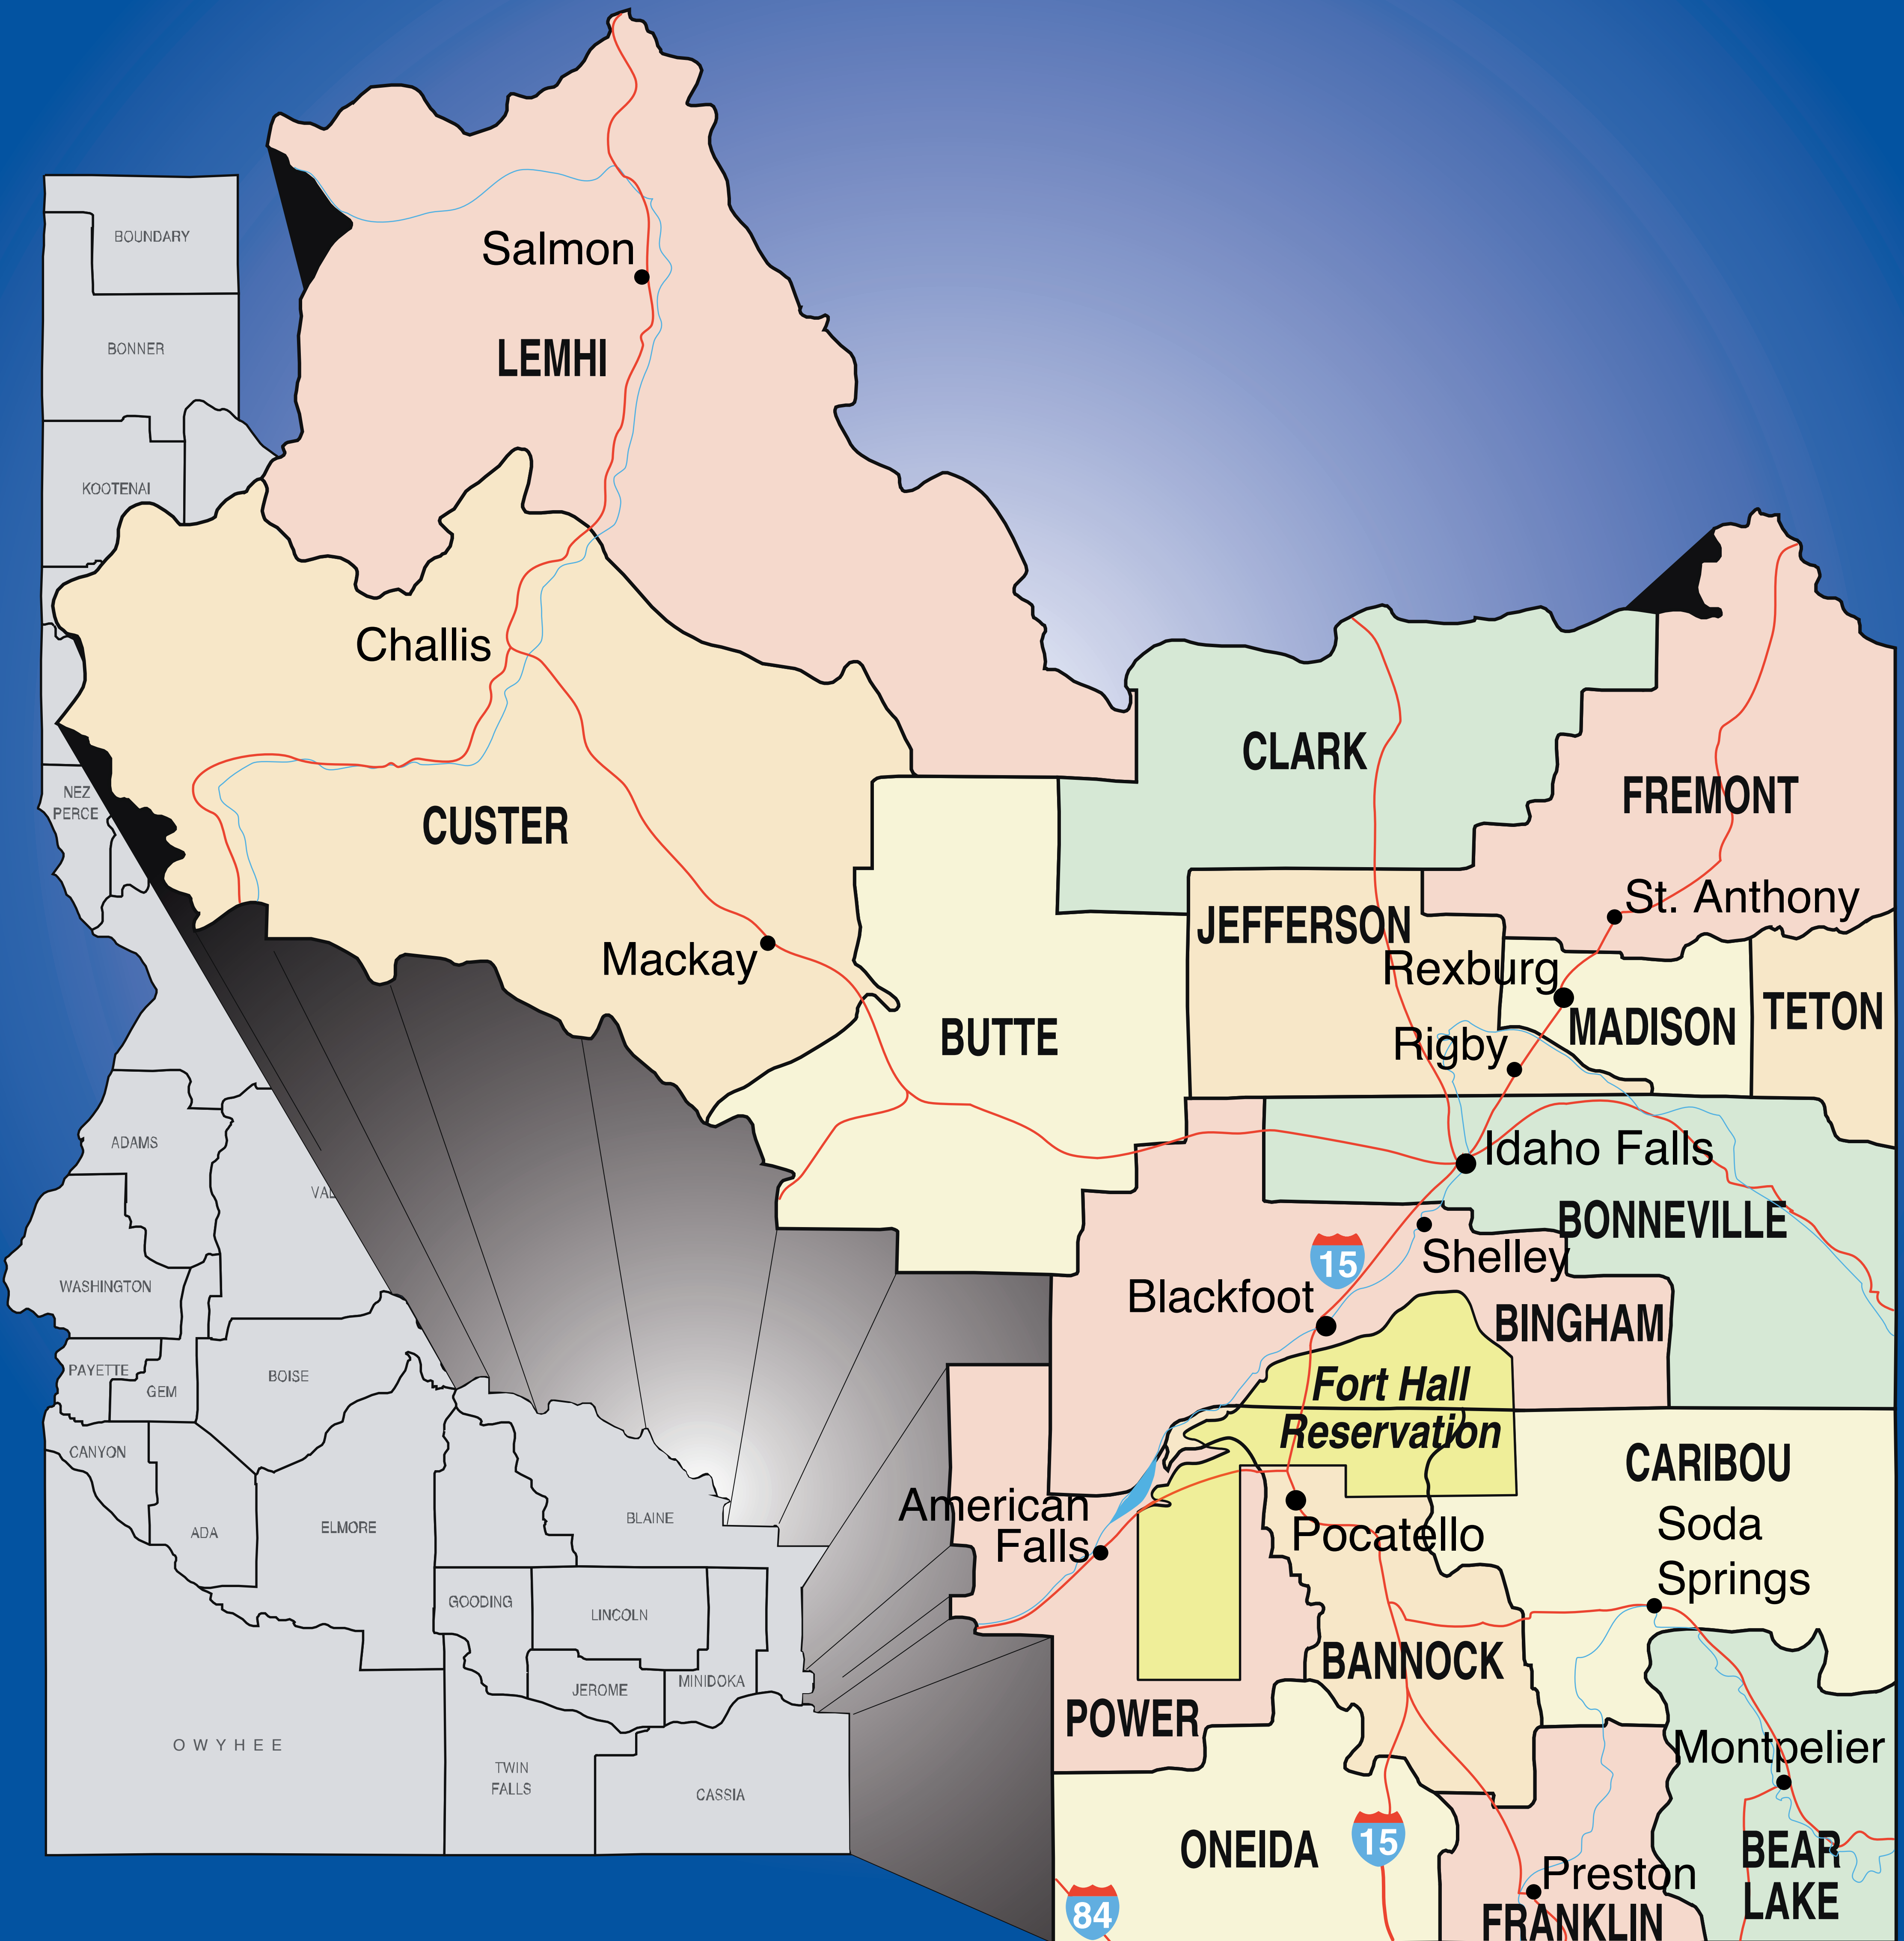 BOUNDARY
BONNER
KOOTENAI
NEZ
PERCE
ADAMS
VAL
WASHINGTON
PAYETTE
GEM
BOISE
CANYON
ADA
ELMORE
BLAINE
GOODING
LINCOLN
JEROME
MINIDOKA
OWYHEE
TWIN
FALLS
CASSIA
Salmon
LEMHI
Challis
CUSTER
Mackay
BUTTE
CLARK
FREMONT
St. Anthony
JEFFERSON
Rexburg
MADISON
TETON
Rigby
Idaho Falls
BONNEVILLE
Shelley
15
Blackfoot
BINGHAM
Fort Hall
Reservation
CARIBOU
American
Falls
Pocatello
Soda
Springs
BANNOCK
POWER
Montpelier
ONEIDA
15
BEAR
LAKE
Preston
FRANKLIN
84